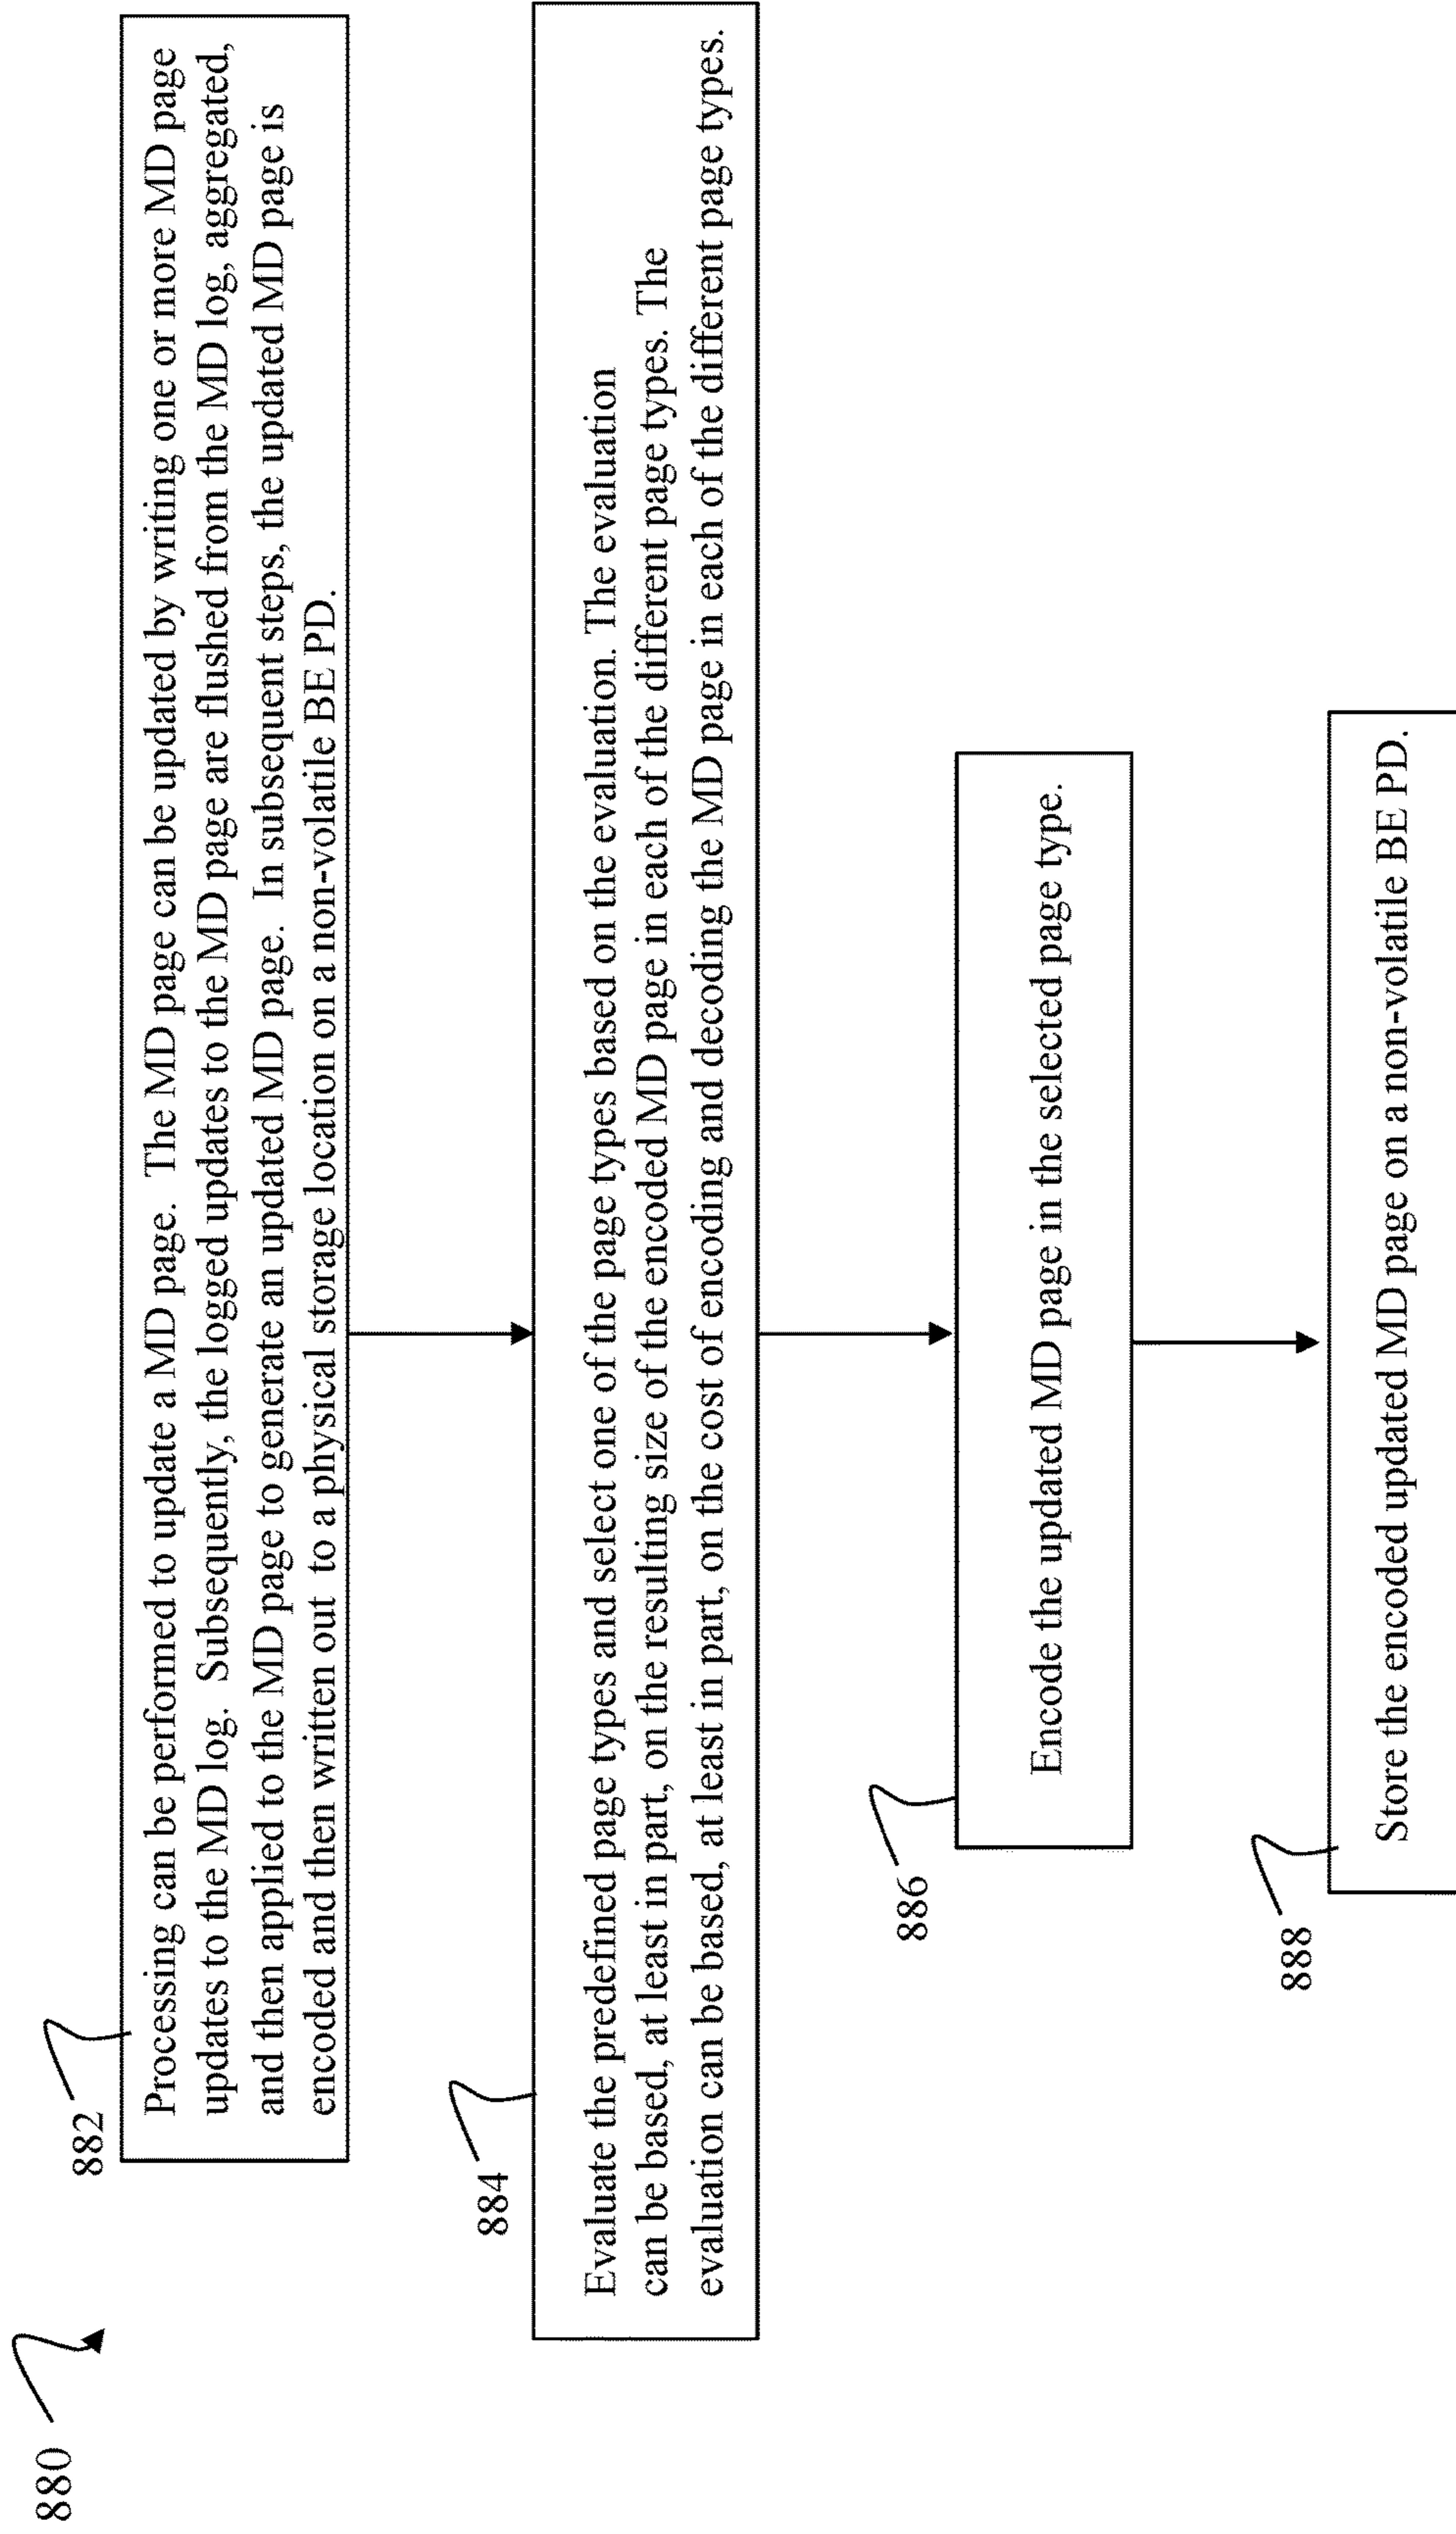 880
882
Processing can be performed to update a MD page. The MD page can be updated by writing one or more MD page
updates to the MD log. Subsequently, the logged updates to the MD page are flushed from the MD log, aggregated,
and then applied to the MD page to generate an updated MD page. In subsequent steps, the updated MD page is
encoded and then written out to a physical storage location on a non-volatile BE PD.
884
Evaluate the predefined page types and select one of the page types based on the evaluation. The evaluation
can be based, at least in part, on the resulting size of the encoded MD page in each of the different page types. The
evaluation can be based, at least in part, on the cost of encoding and decoding the MD page in each of the different page types.
886
Encode the updated MD page in the selected page type.
888
Store the encoded updated MD page on a non-volatile BE PD.